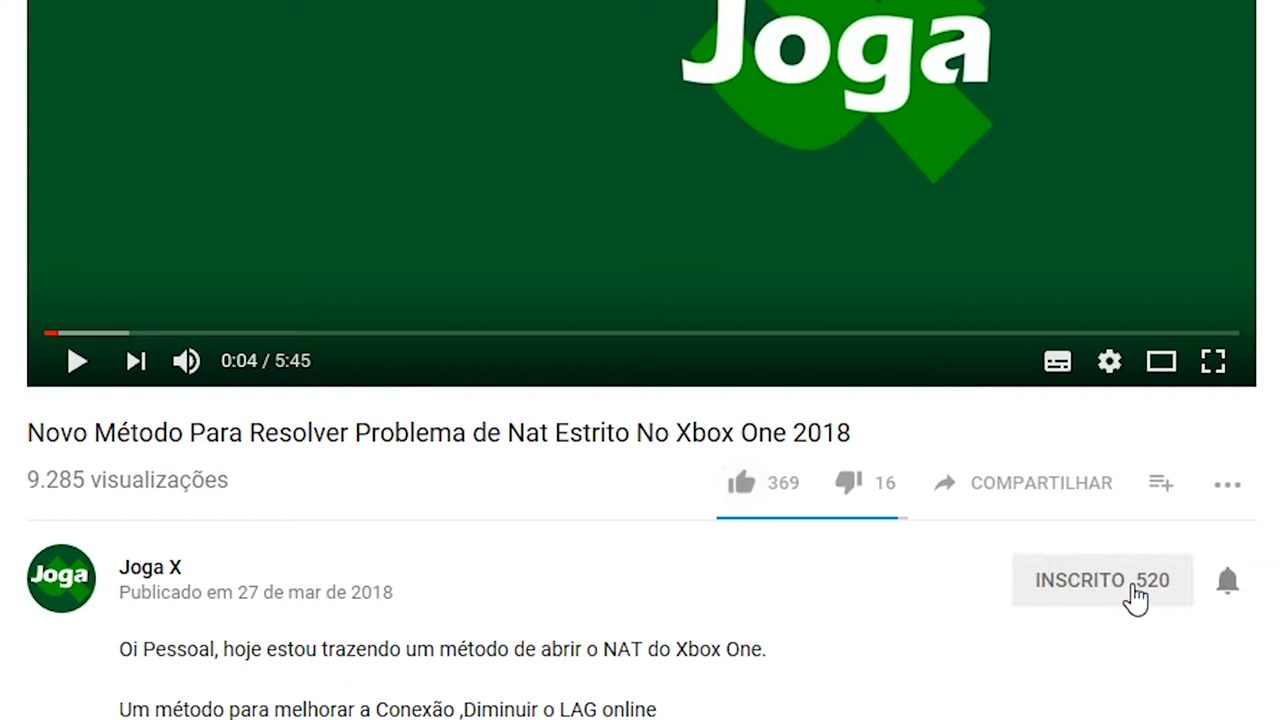 Joga
0:04 / 5:45
Novo Método Para Resolver Problema de Nat Estrito No Xbox One 2018
9.285 visualizações
369
16
COMPARTILHAR
Joga
Joga X
Publicado em 27 de mar de 2018
INSCRITO 520
Oi Pessoal, hoje estou trazendo um método de abrir o NAT do Xbox One.
Um método para melhorar a Conexão ,Diminuir o LAG online